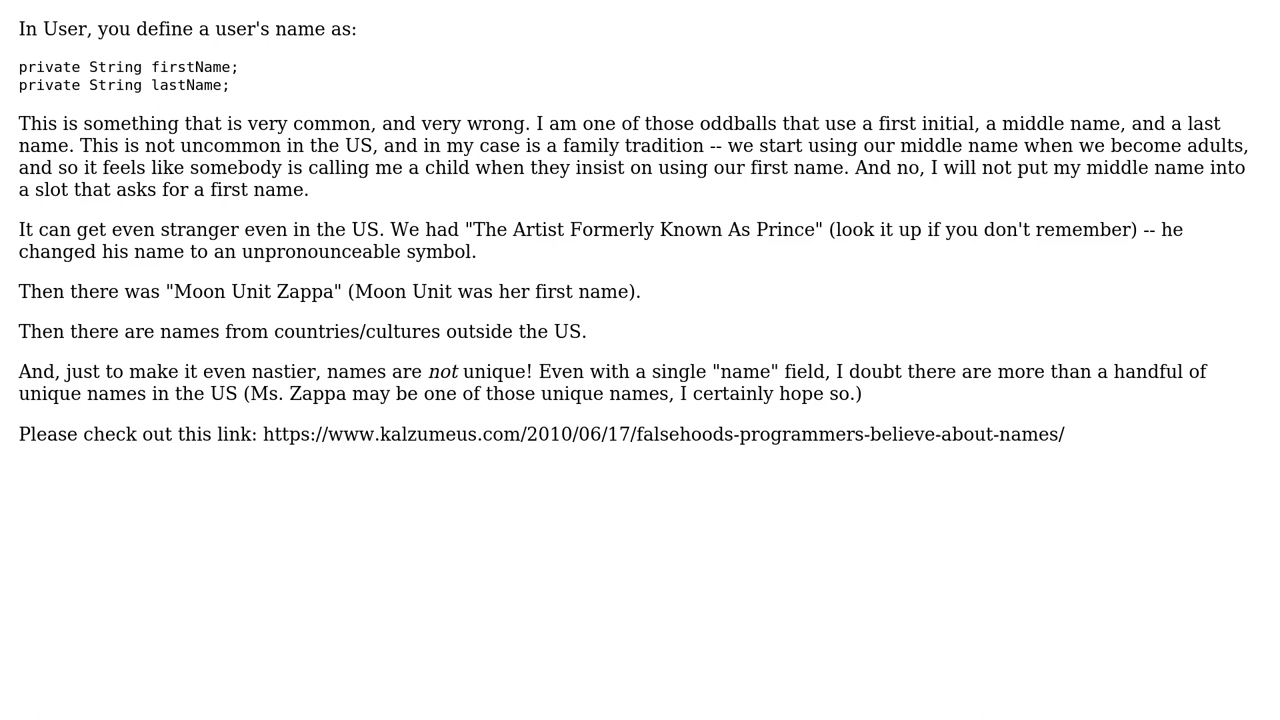 In User, you define a user's name as:
private String firstName;
private String lastName;
This is something that is very common, and very wrong. I am one of those oddballs that use a first initial, a middle name, and a last
name. This is not uncommon in the US, and in my case is a family tradition -- we start using our middle name when we become adults,
and so it feels like somebody is calling me a child when they insist on using our first name. And no, I will not put my middle name into
a slot that asks for a first name.
It can get even stranger even in the US. We had "The Artist Formerly Known As Prince" (look it up if you don't remember) -- he
changed his name to an unpronounceable symbol.
Then there was "Moon Unit Zappa" (Moon Unit was her first name).
Then there are names from countries/cultures outside the US.
And, just to make it even nastier, names are not unique! Even with a single "name" field, I doubt there are more than a handful of
unique names in the US (Ms. Zappa may be one of those unique names, I certainly hope so.)
Please check out this link: https://www.kalzumeus.com/2010/06/17/falsehoods-programmers-believe-about-names/